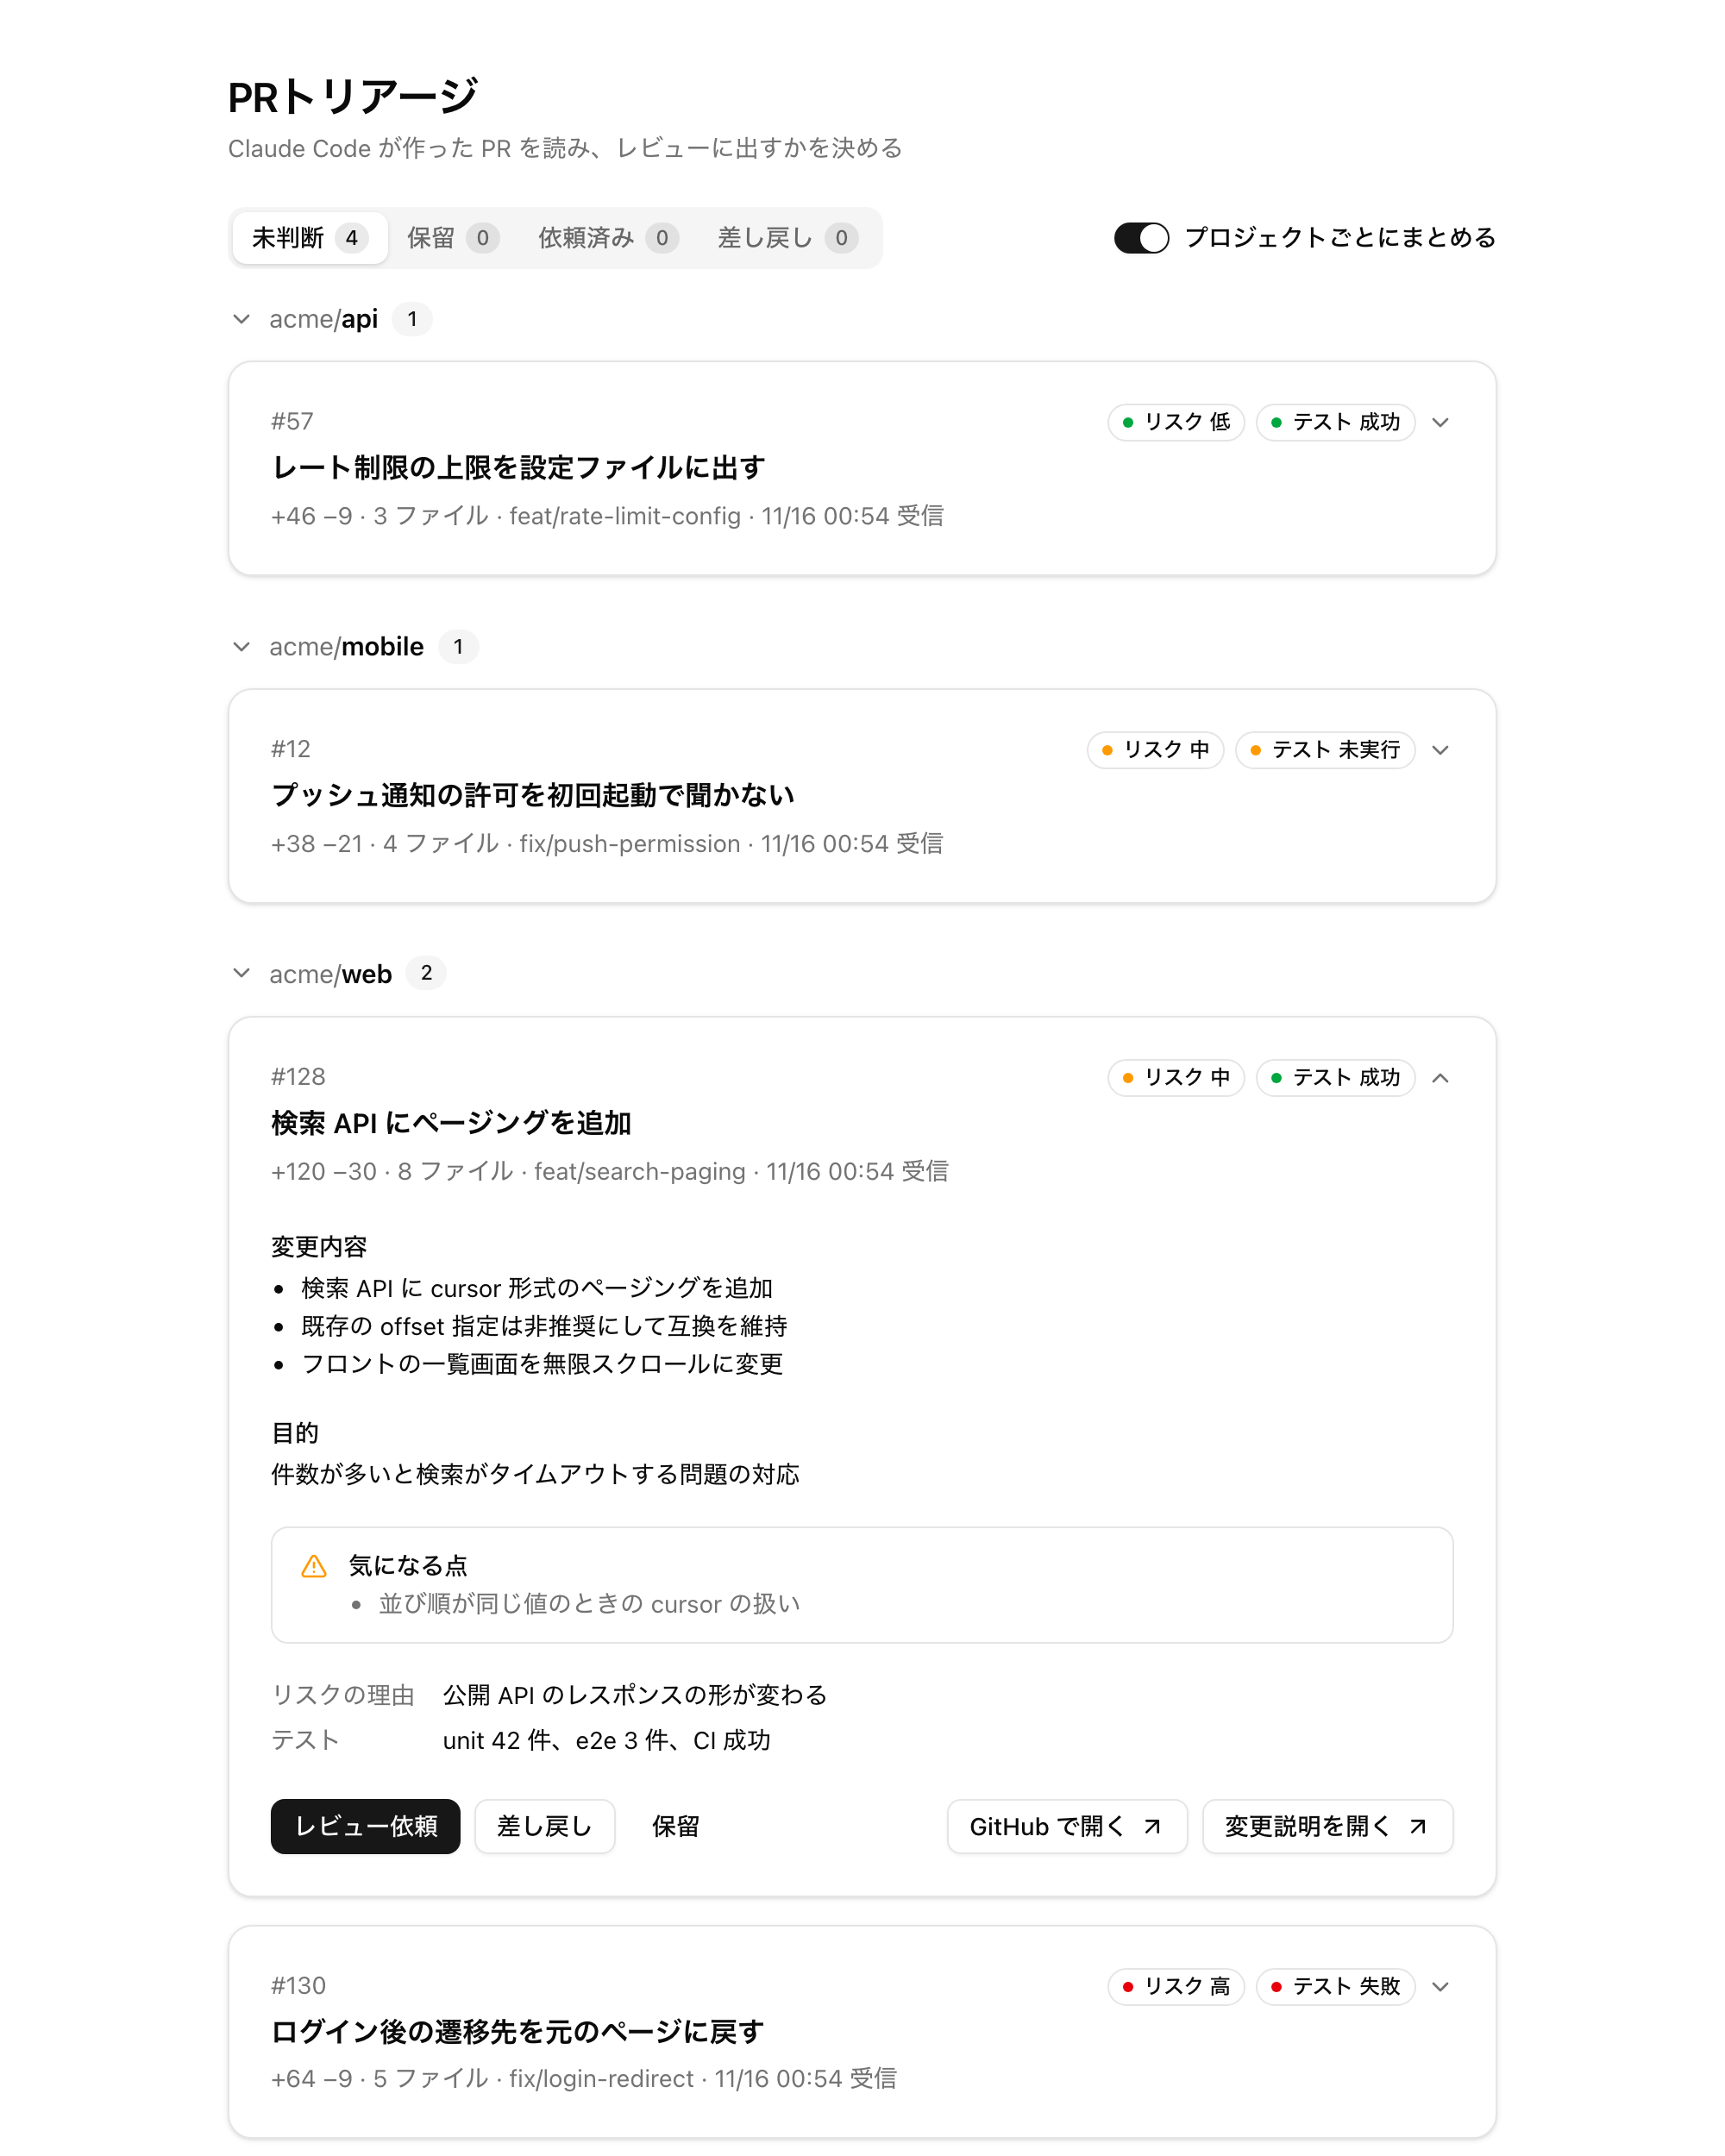 PRトリアージ
Claude Code が作った PR を読み、レビューに出すかを決める
未判断 4 保留 0 依頼済み 0 差し戻し 0 プロジェクトごとにまとめる
acme/api 1
#57 リスク 低 テスト 成功
レート制限の上限を設定ファイルに出す
+46 −9 · 3 ファイル · feat/rate-limit-config · 11/16 00:54 受信
acme/mobile 1
#12 リスク 中 テスト 未実行
プッシュ通知の許可を初回起動で聞かない
+38 −21 · 4 ファイル · fix/push-permission · 11/16 00:54 受信
acme/web 2
#128 リスク 中 テスト 成功
検索 API にページングを追加
+120 −30 · 8 ファイル · feat/search-paging · 11/16 00:54 受信
変更内容
• 検索 API に cursor 形式のページングを追加
• 既存の offset 指定は非推奨にして互換を維持
• フロントの一覧画面を無限スクロールに変更
目的
件数が多いと検索がタイムアウトする問題の対応
気になる点
• 並び順が同じ値のときの cursor の扱い
リスクの理由 公開 API のレスポンスの形が変わる
テスト unit 42 件、e2e 3 件、CI 成功
レビュー依頼 差し戻し 保留 GitHub で開く 変更説明を開く
#130 リスク 高 テスト 失敗
ログイン後の遷移先を元のページに戻す
+64 −9 · 5 ファイル · fix/login-redirect · 11/16 00:54 受信